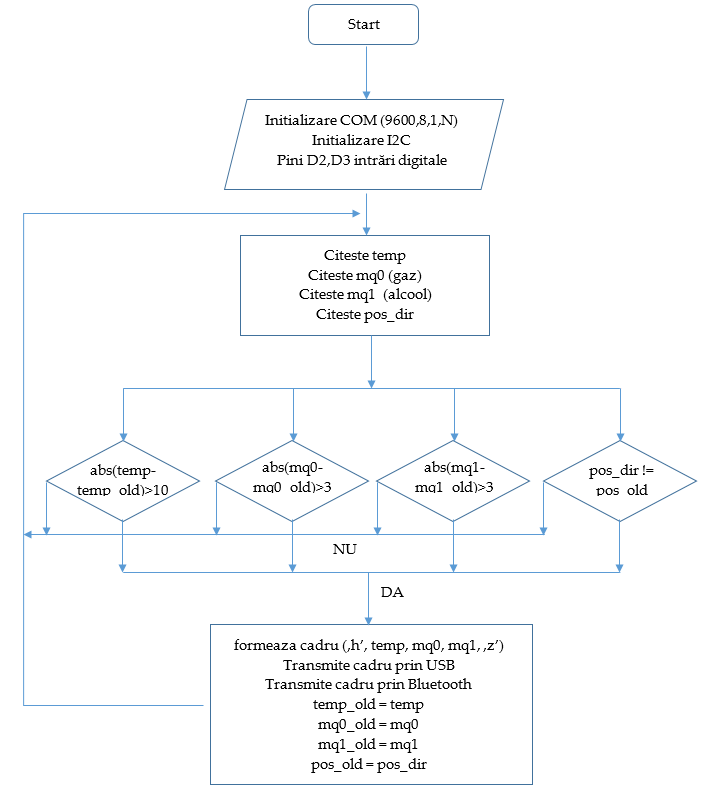 Start
Initializare COM (9600,8,1,N)
Initializare I2C
Pini D2,D3 intrări digitale
Citeste temp
Citeste mq0 (gaz)
Citeste mq1 (alcool)
Citeste pos_dir
abs(temp-
temp_old)>10
abs(mq0-
mq0_old)>3
abs(mq1-
mq1_old)>3
pos_dir !=
pos_old
NU
DA
formeaza cadru (‚h’, temp, mq0, mq1, ‚z’)
Transmite cadru prin USB
Transmite cadru prin Bluetooth
temp_old = temp
mq0_old = mq0
mq1_old = mq1
pos_old = pos_dir